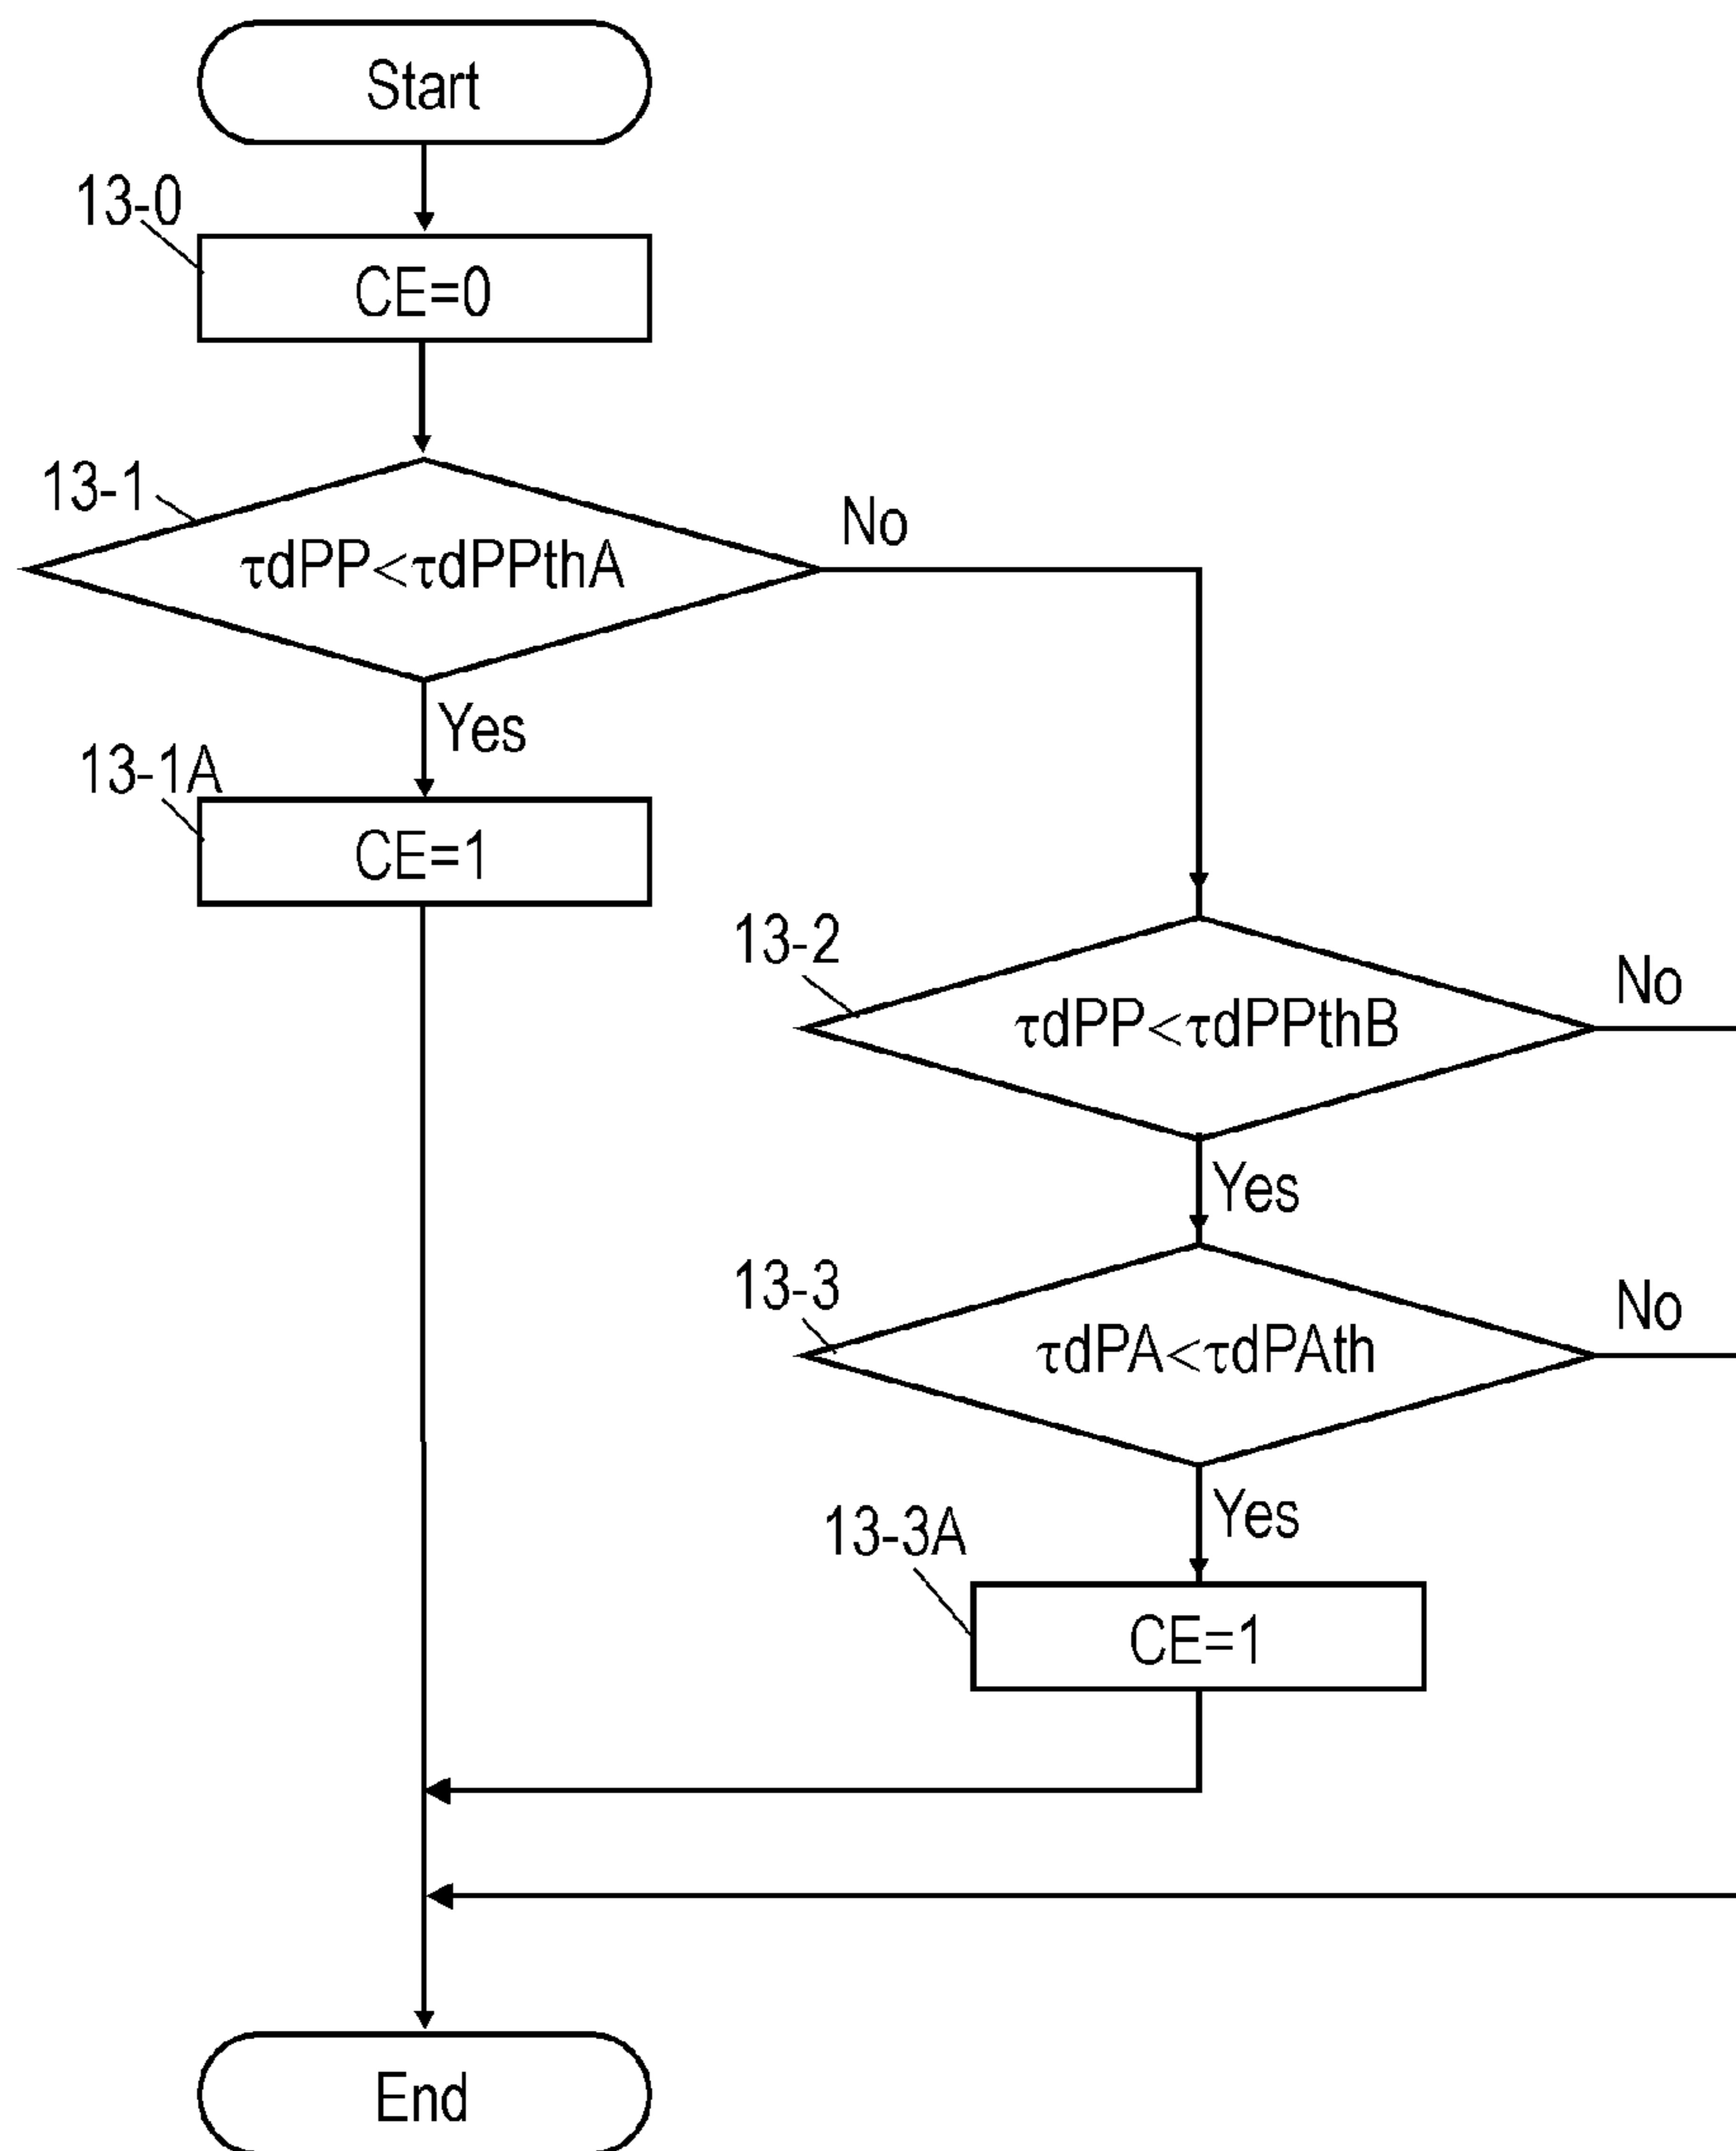 Start
13-0
CE=0
13-1
τdPP<τdPPthA
No
Yes
13-1A
CE=1
13-2
τdPP<τdPPthB
No
Yes
13-3
τdPA<τdPAth
No
Yes
13-3A
CE=1
End